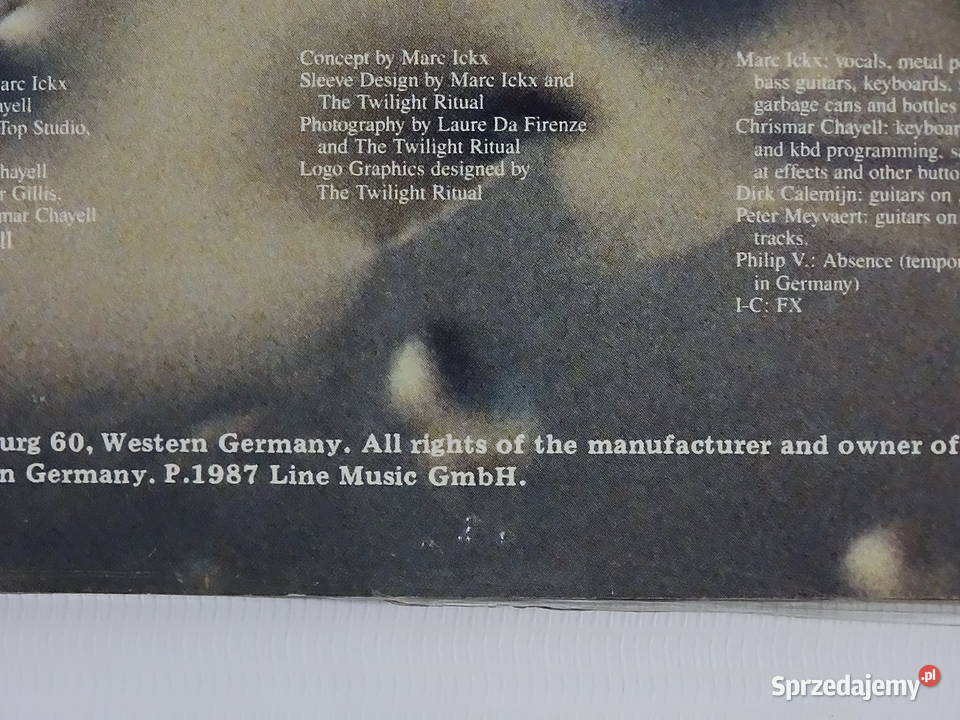 arc Ickx
ayell
Top Studio,
hayell
r Gillis.
mar Chayell
ll
Concept by Marc Ickx
Sleeve Design by Marc Ickx and
The Twilight Ritual
Photography by Laure Da Firenze
and The Twilight Ritual
Logo Graphics designed by
The Twilight Ritual
Marc Ickx: vocals, metal p
bass guitars, keyboards,
garbage cans and bottles
Chrismar Chayell: keyboar
and kbd programming, sa
at effects and other butto
Dirk Calemijn: guitars on
Peter Meyvaert: guitars on
tracks.
Philip V.: Absence (tempor
in Germany)
I-C: FX
urg 60, Western Germany. All rights of the manufacturer and owner of
n Germany. P.1987 Line Music GmbH.
Sprzedajemy.pl